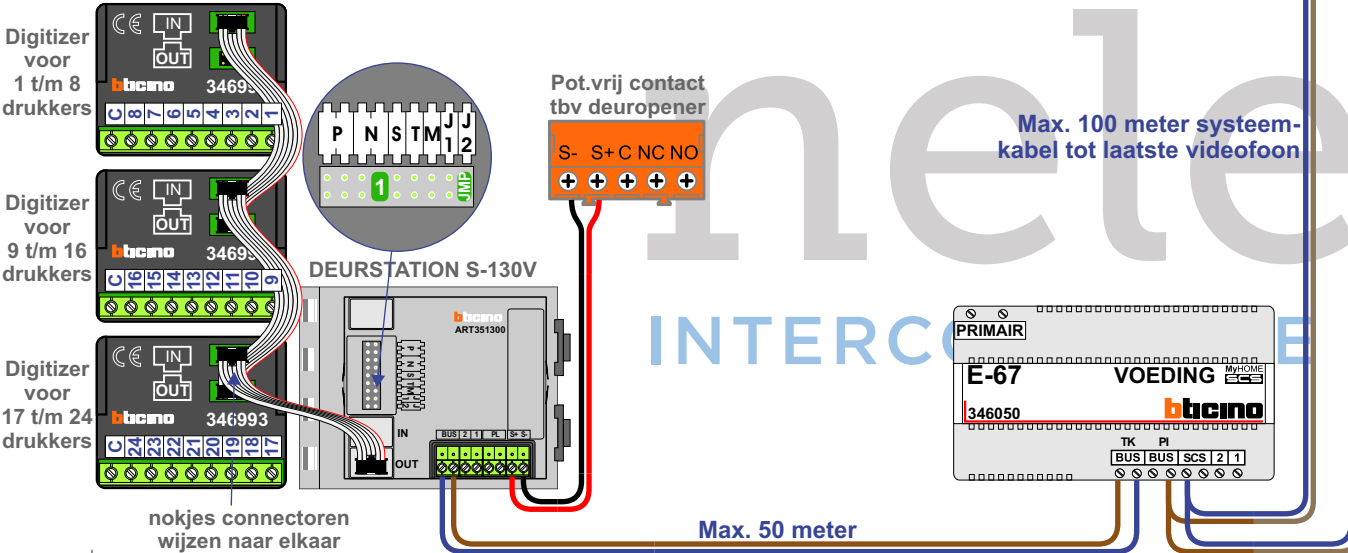 Digitizer
voor
1 t/m 8
drukkers
IN
OUT
bticino
C 8 7 6 5 4 3 2 1
Digitizer
voor
9 t/m 16
drukkers
IN
OUT
bticino
C 16 15 14 13 12 11 10 9
Digitizer
voor
17 t/m 24
drukkers
IN
OUT
bticino 346993
C 24 23 22 21 20 19 18 17
nokjes connectoren
wijzen naar elkaar
P N S T M J1 J2
1 JMP
DEURSTATION S-130V
bticino
ART351300
P N S T M J1 J2
IN
OUT
BUS 2 1 PL S+ S-
Pot.vrij contact
tbv deuropener
S- S+ C NC NO
Max. 100 meter systeem-
kabel tot laatste videofoon
nele
PRIMAIR
E-67 VOEDING MyHOME
SCS
346050 bticino
TK PI
BUS BUS SCS 2 1
Max. 50 meter